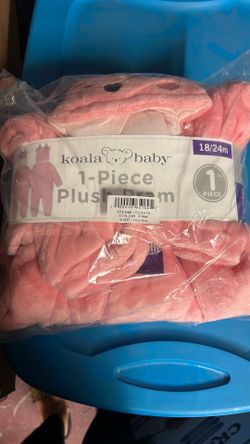 koala baby
18/24m
1-Piece
Plush Pram
1
PIECE